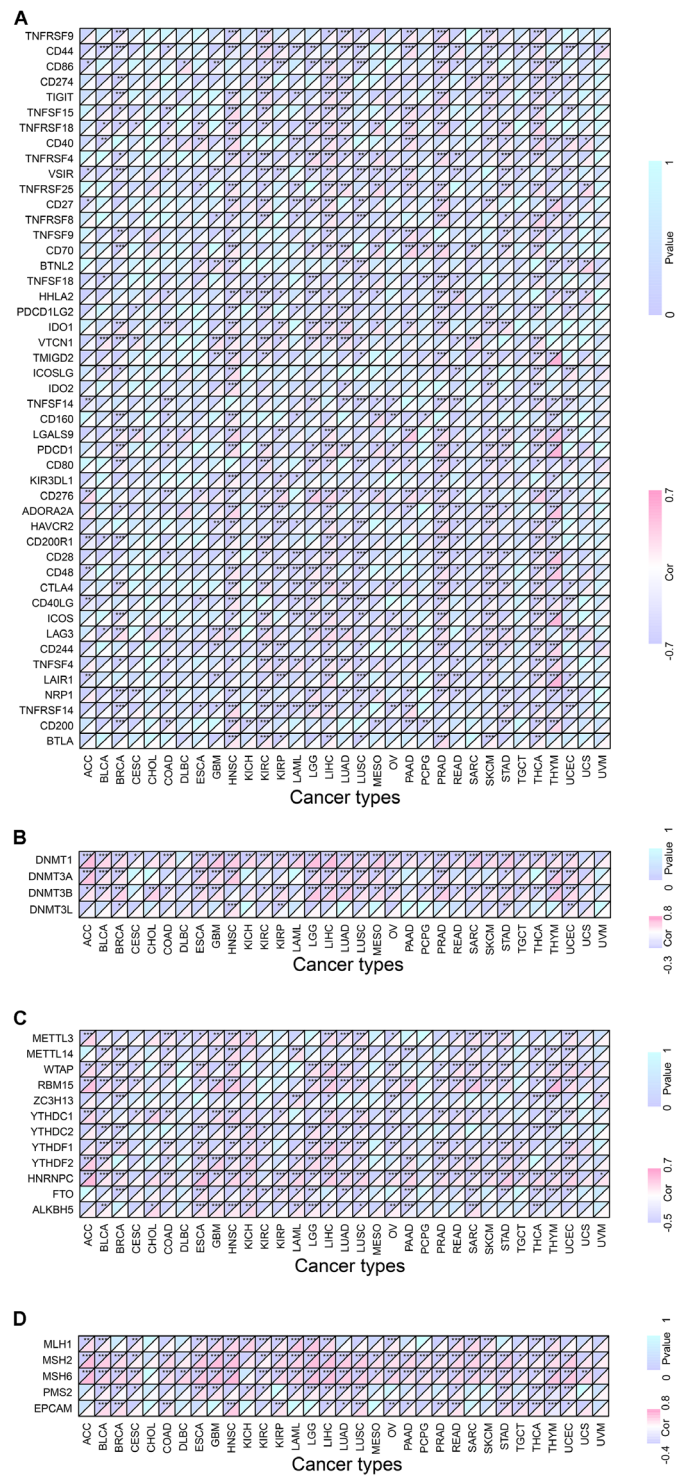 A
TNFRSF9
CD44
CD86
CD274
TIGIT
TNFSF15
TNFRSF18
CD40
TNFRSF4
VSIR
TNFRSF25
CD27
TNFRSF8
TNFSF9
CD70
BTNL2
TNFSF18
HHLA2
PDCD1LG2
IDO1
VTCN1
TMIGD2
ICOSLG
IDO2
TNFSF14
CD160
LGALS9
PDCD1
CD80
KIR3DL1
CD276
ADORA2A
HAVCR2
CD200R1
CD28
CD48
CTLA4
CD40LG
ICOS
LAG3
CD244
TNFSF4
LAIR1
NRP1
TNFRSF14
CD200
BTLA
ACC BLCA BRCA CESC CHOL COAD DLBC ESCA GBM HNSC KICH KIRC KIRP LAML LGG LIHC LUAD LUSC MESO OV PAAD PCPG PRAD READ SARC SKCM STAD TGCT THCA THYM UCEC UCS UVM
Cancer types
1
Pvalue
0
0.7
Cor
-0.7
B
DNMT1
DNMT3A
DNMT3B
DNMT3L
ACC BLCA BRCA CESC CHOL COAD DLBC ESCA GBM HNSC KICH KIRC KIRP LAML LGG LIHC LUAD LUSC MESO OV PAAD PCPG PRAD READ SARC SKCM STAD TGCT THCA THYM UCEC UCS UVM
Cancer types
0 Pvalue 1
-0.3 Cor 0.8
C
METTL3
METTL14
WTAP
RBM15
ZC3H13
YTHDC1
YTHDC2
YTHDF1
YTHDF2
HNRNPC
FTO
ALKBH5
ACC BLCA BRCA CESC CHOL COAD DLBC ESCA GBM HNSC KICH KIRC KIRP LAML LGG LIHC LUAD LUSC MESO OV PAAD PCPG PRAD READ SARC SKCM STAD TGCT THCA THYM UCEC UCS UVM
Cancer types
0 Pvalue 1
-0.5 Cor 0.7
D
MLH1
MSH2
MSH6
PMS2
EPCAM
ACC BLCA BRCA CESC CHOL COAD DLBC ESCA GBM HNSC KICH KIRC KIRP LAML LGG LIHC LUAD LUSC MESO OV PAAD PCPG PRAD READ SARC SKCM STAD TGCT THCA THYM UCEC UCS UVM
Cancer types
0 Pvalue 1
-0.4 Cor 0.8